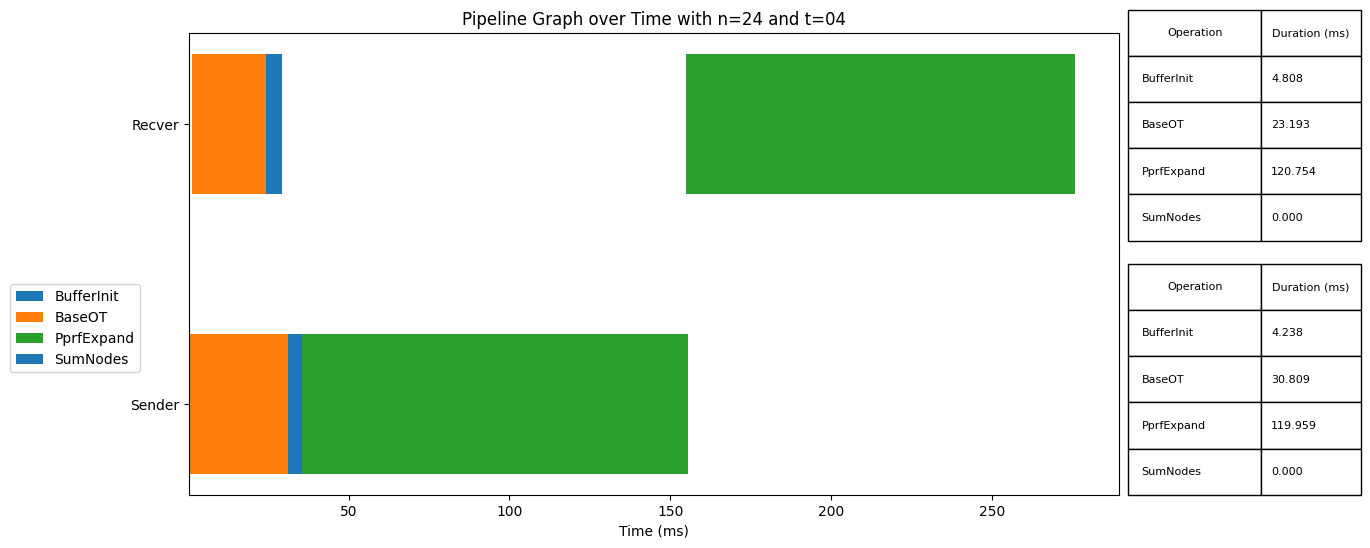 Pipeline Graph over Time with n=24 and t=04
Recver
Sender
BufferInit
BaseOT
PprfExpand
SumNodes
50 100 150 200 250
Time (ms)
Operation Duration (ms)
BufferInit 4.808
BaseOT 23.193
PprfExpand 120.754
SumNodes 0.000
Operation Duration (ms)
BufferInit 4.238
BaseOT 30.809
PprfExpand 119.959
SumNodes 0.000